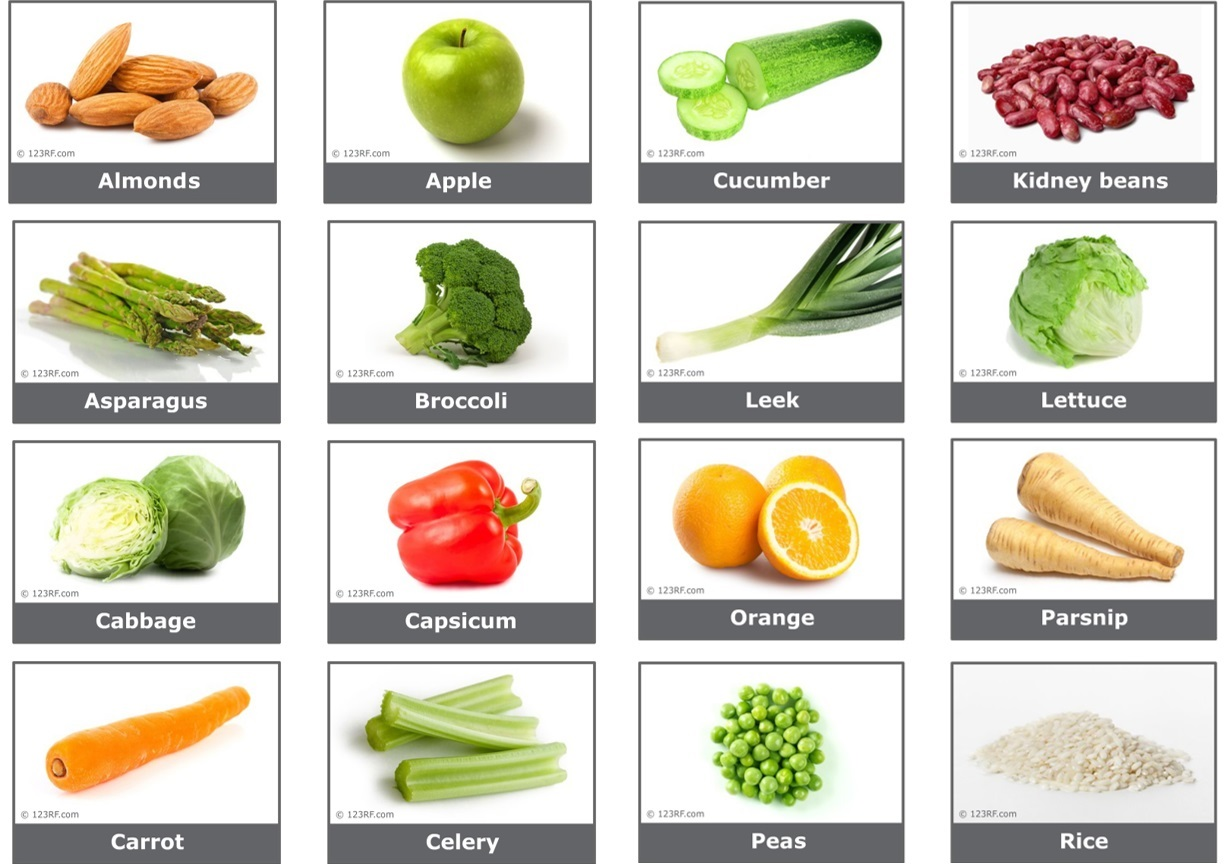 © 123RF.com
Almonds
© 123RF.com
Apple
© 123RF.com
Cucumber
© 123RF.com
Kidney beans
© 123RF.com
Asparagus
© 123RF.com
Broccoli
© 123RF.com
Leek
© 123RF.com
Lettuce
© 123RF.com
Cabbage
© 123RF.com
Capsicum
© 123RF.com
Orange
© 123RF.com
Parsnip
© 123RF.com
Carrot
© 123RF.com
Celery
© 123RF.com
Peas
© 123RF.com
Rice